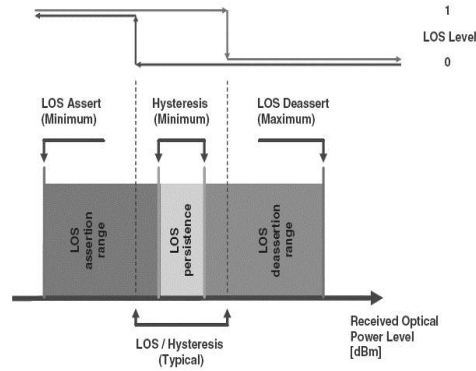 1
LOS Level
0
LOS Assert
(Minimum)
Hysteresis
(Minimum)
LOS Deassert
(Maximum)
LOS
assertion
range
LOS
persistence
LOS
deassertion
range
LOS / Hysteresis
(Typical)
Received Optical
Power Level
[dBm]